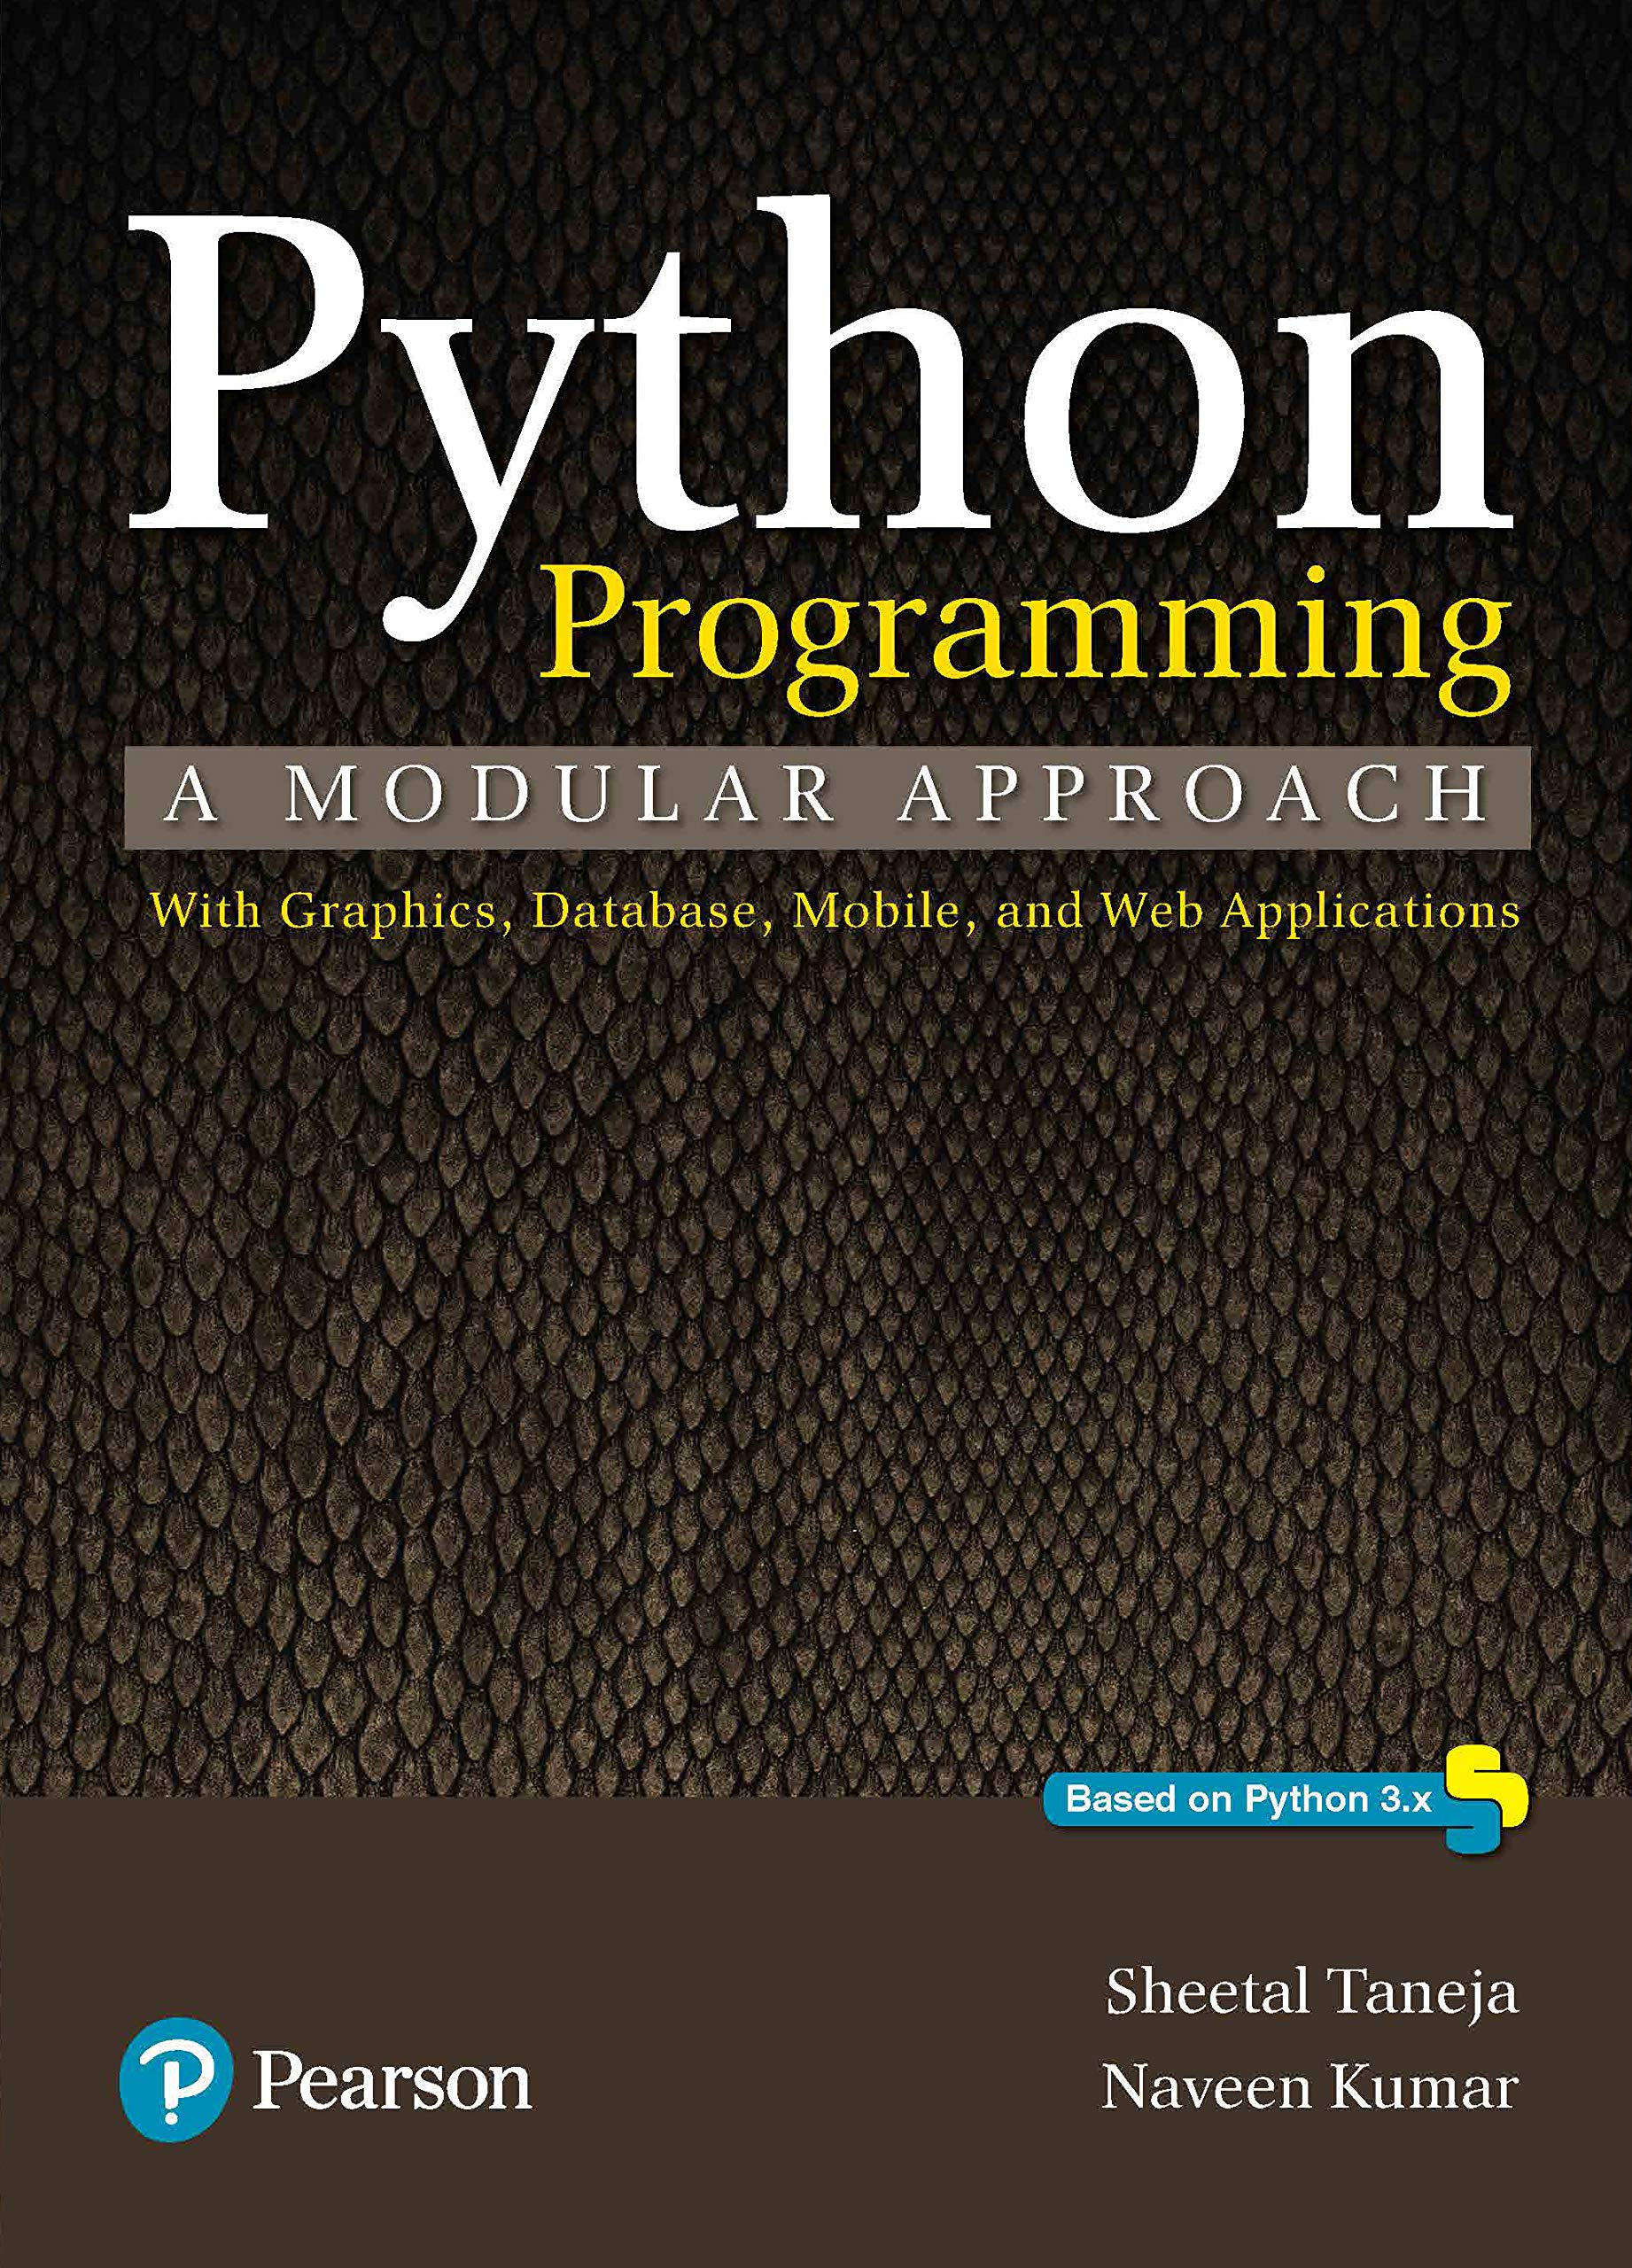 Python
Programming
A MODULAR APPROACH
With Graphics, Database, Mobile, and Web Applications
Based on Python 3.x
Sheetal Taneja
Naveen Kumar
Pearson